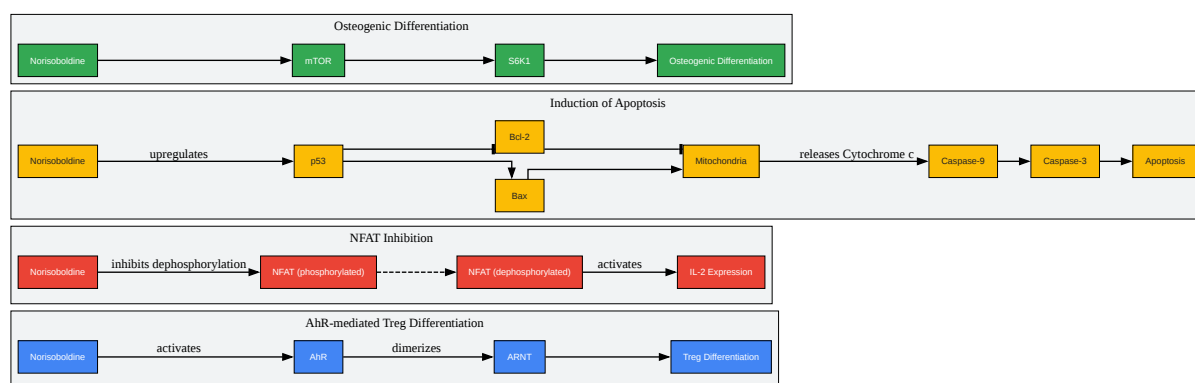 Osteogenic Differentiation
Norisoboldine
mTOR
S6K1
Osteogenic Differentiation
Induction of Apoptosis
Norisoboldine
upregulates
p53
Bcl-2
Bax
Mitochondria
releases Cytochrome c
Caspase-9
Caspase-3
Apoptosis
NFAT Inhibition
Norisoboldine
inhibits dephosphorylation
NFAT (phosphorylated)
NFAT (dephosphorylated)
activates
IL-2 Expression
AhR-mediated Treg Differentiation
Norisoboldine
activates
AhR
dimerizes
ARNT
Treg Differentiation